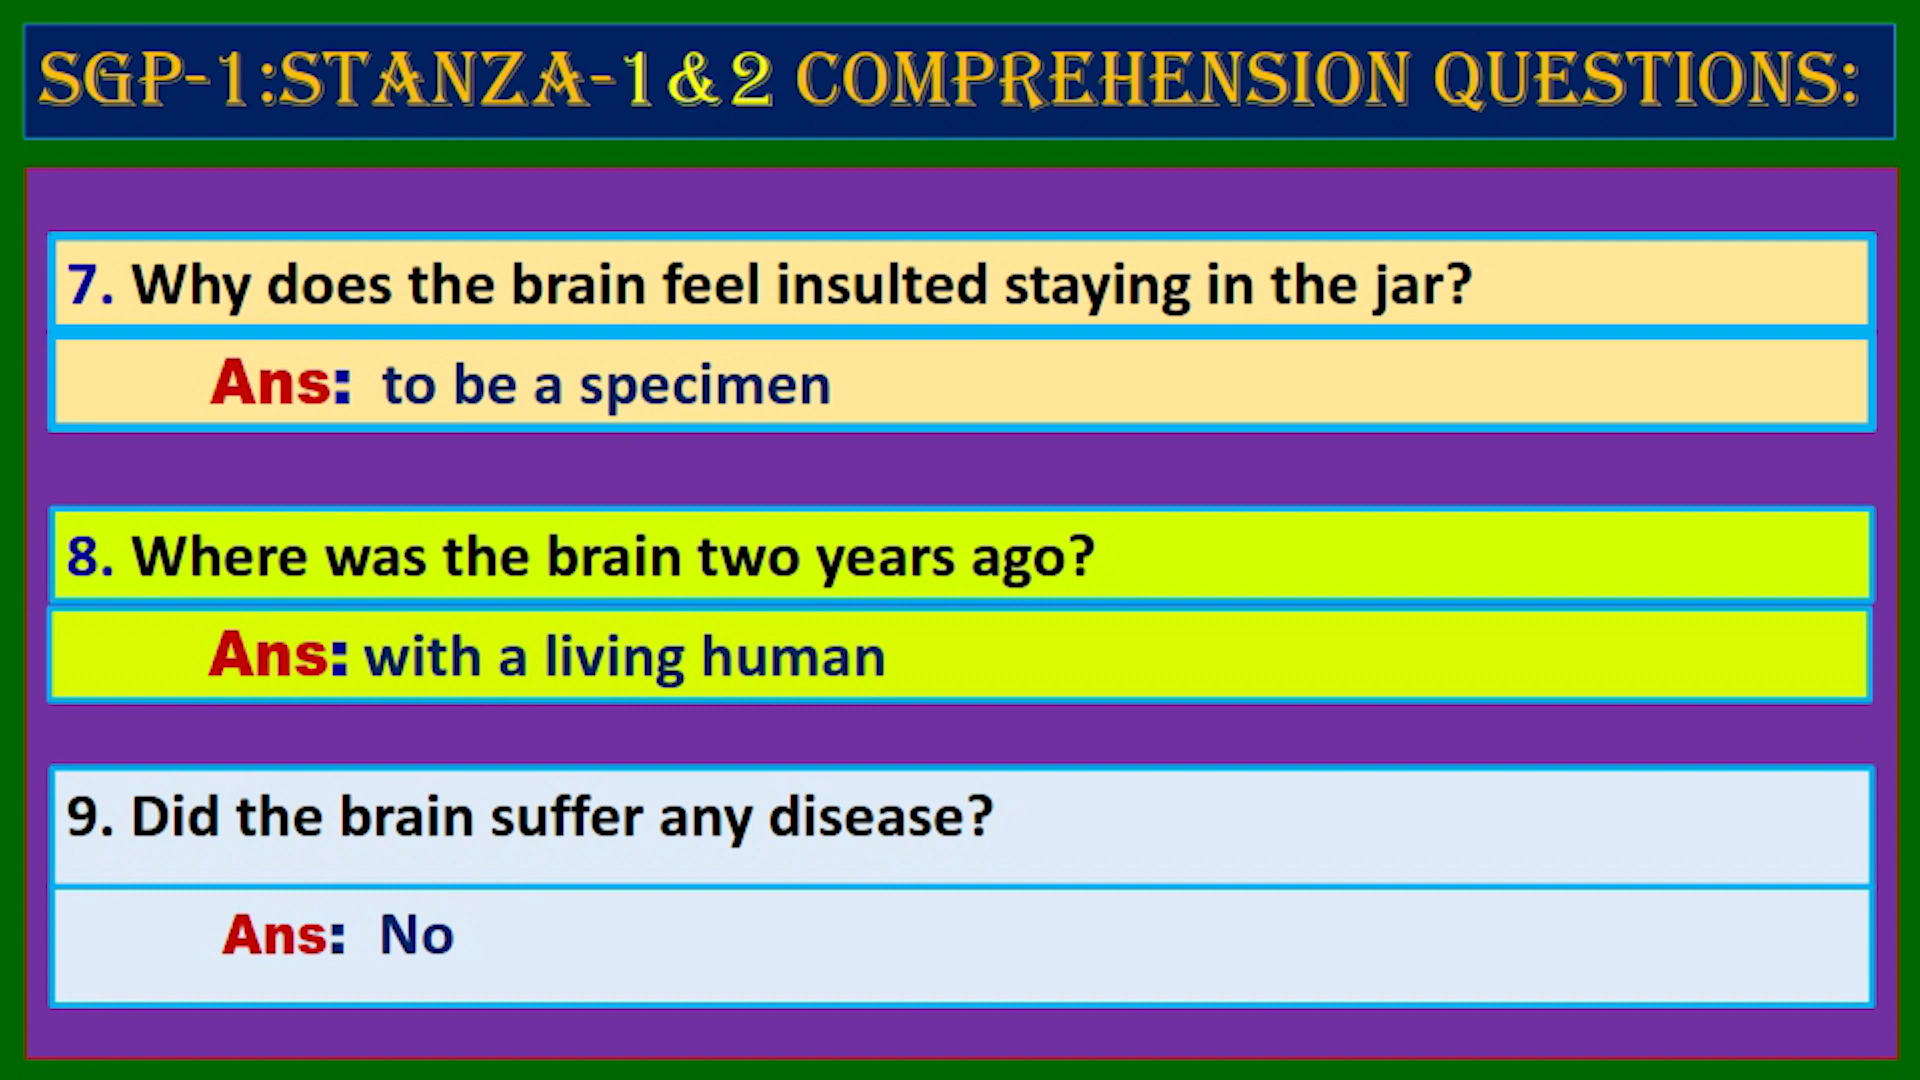 SGP-1:STANZA-1&2 COMPREHENSION QUESTIONS:
7. Why does the brain feel insulted staying in the jar?
Ans: to be a specimen
8. Where was the brain two years ago?
Ans: with a living human
9. Did the brain suffer any disease?
Ans: No